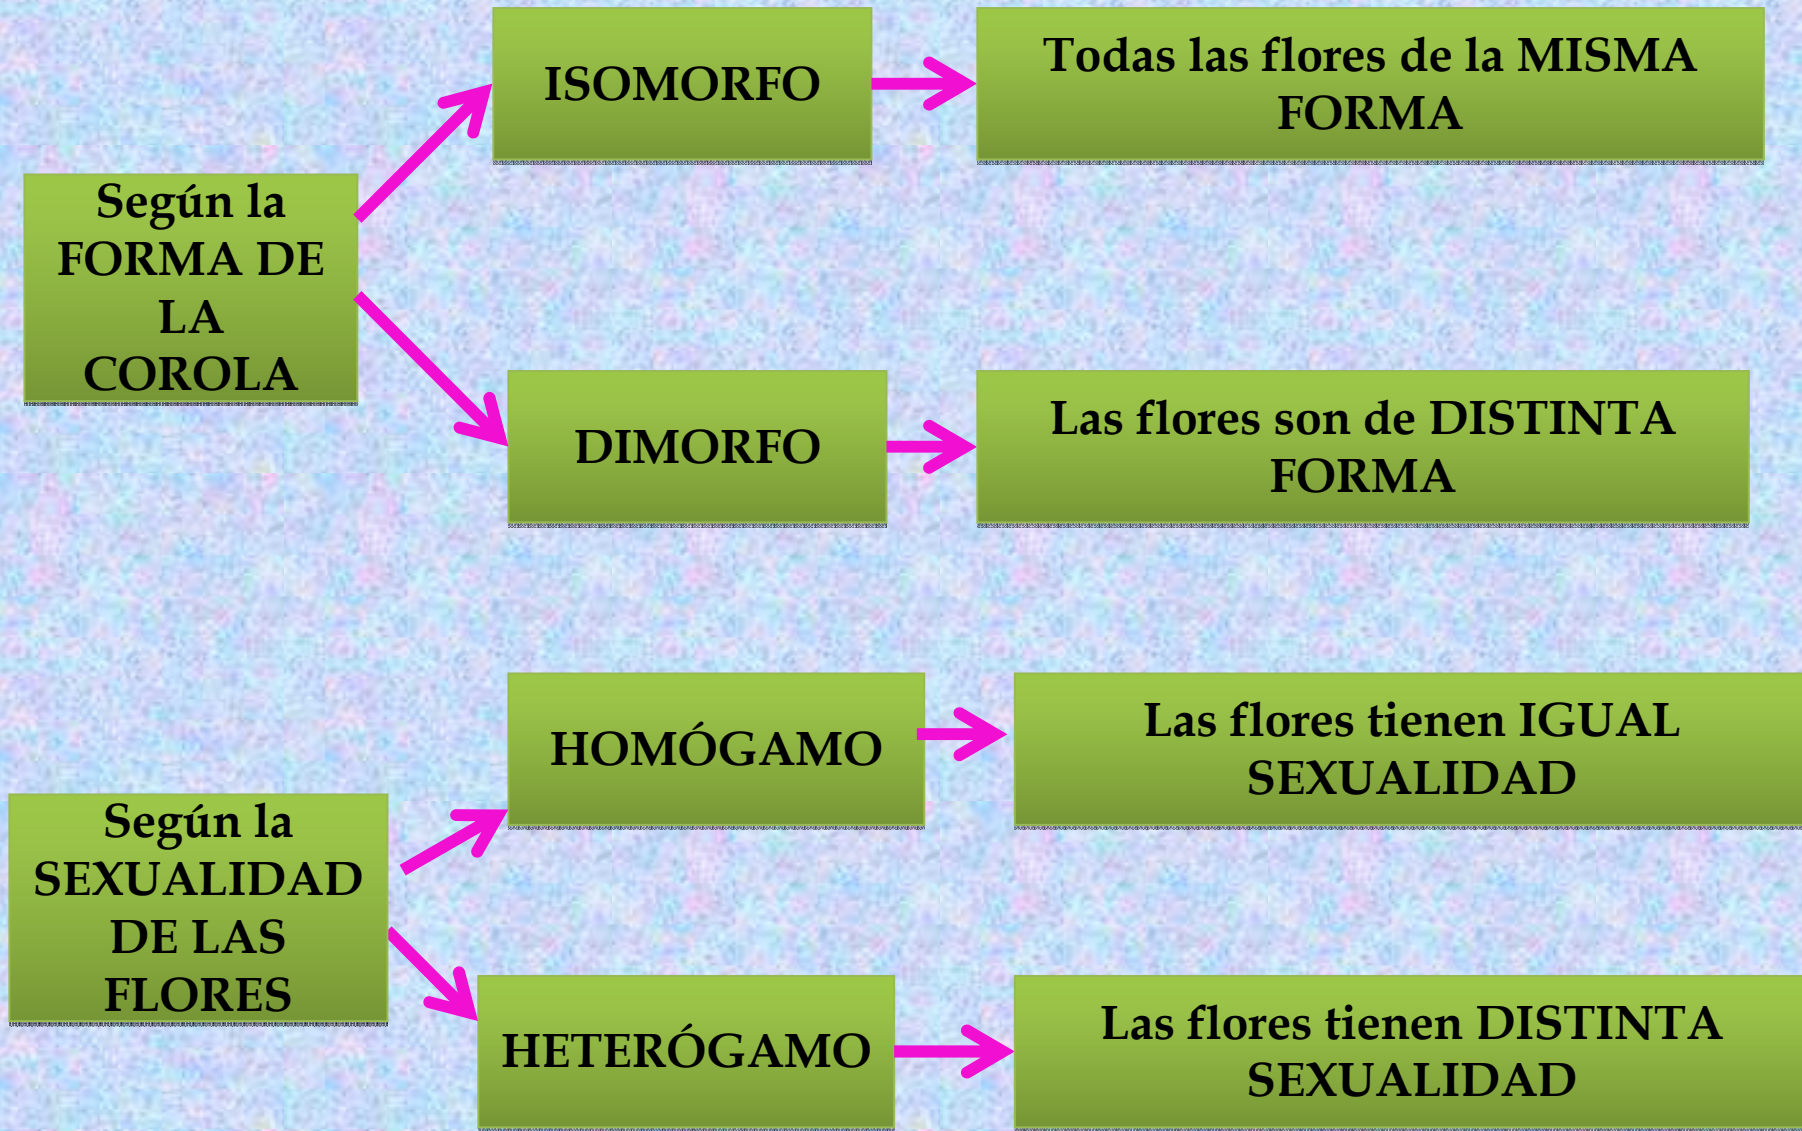 Según la
FORMA DE
LA
COROLA
ISOMORFO
Todas las flores de la MISMA
FORMA
DIMORFO
Las flores son de DISTINTA
FORMA
Según la
SEXUALIDAD
DE LAS
FLORES
HOMÓGAMO
Las flores tienen IGUAL
SEXUALIDAD
HETERÓGAMO
Las flores tienen DISTINTA
SEXUALIDAD